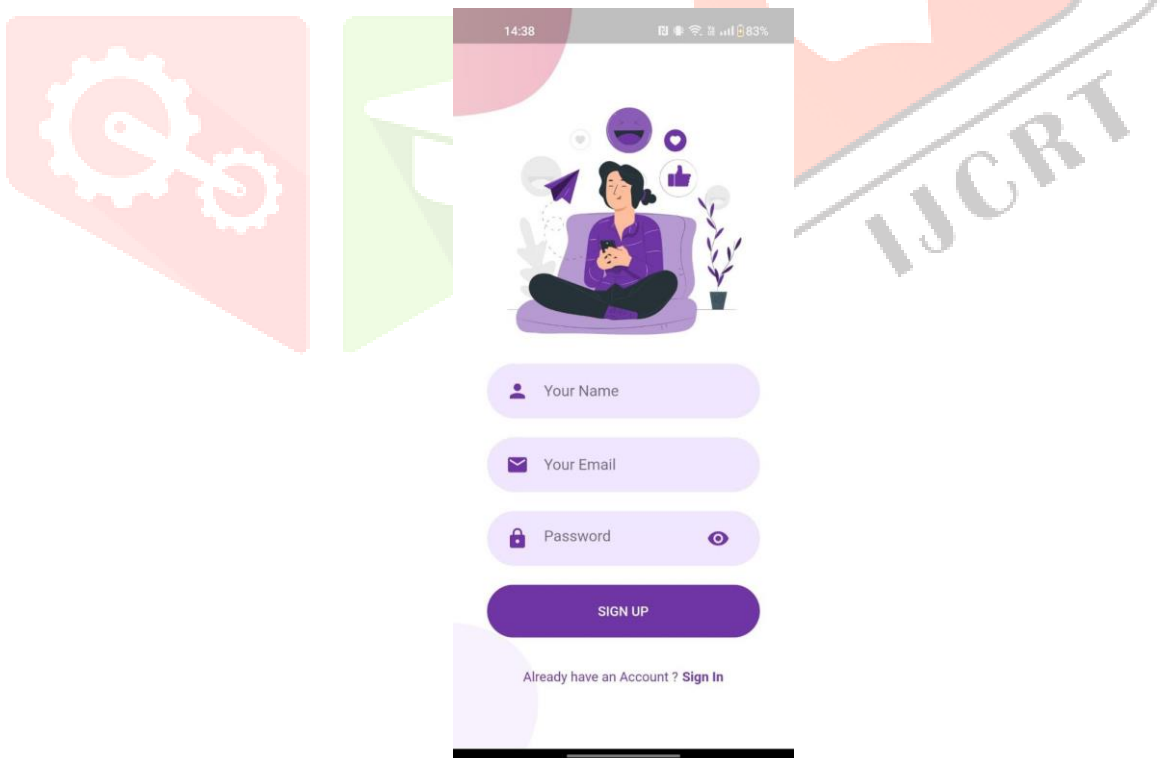 14:38
83%
IJCRT
Your Name
Your Email
Password
SIGN UP
Already have an Account ? Sign In